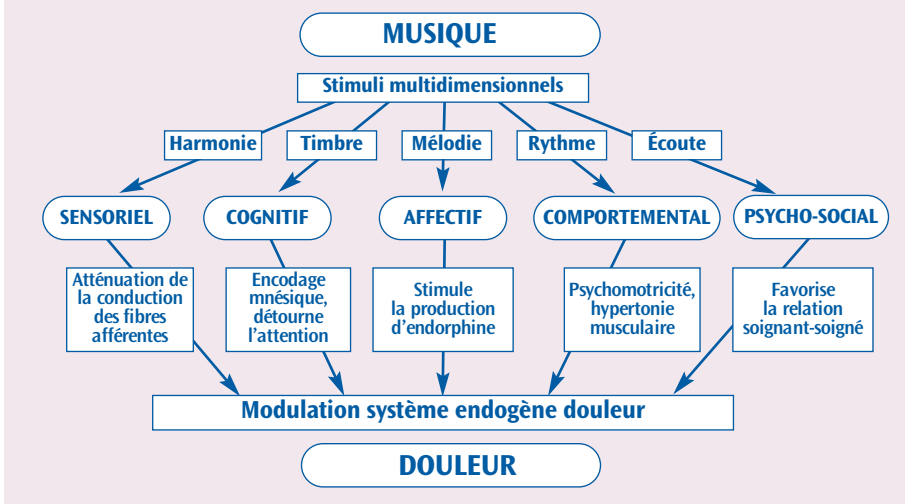 MUSIQUE
Stimuli multidimensionnels
Harmonie
Timbre
Mélodie
Rythme
Écoute
SENSORIEL
COGNITIF
AFFECTIF
COMPORTEMENTAL
PSYCHO-SOCIAL
Atténuation de
la conduction
des fibres
afférentes
Encodage
mnésique,
détourne
l’attention
Stimule
la production
d’endorphine
Psychomotricité,
hypertonie
musculaire
Favorise
la relation
soignant-soigné
Modulation système endogène douleur
DOULEUR